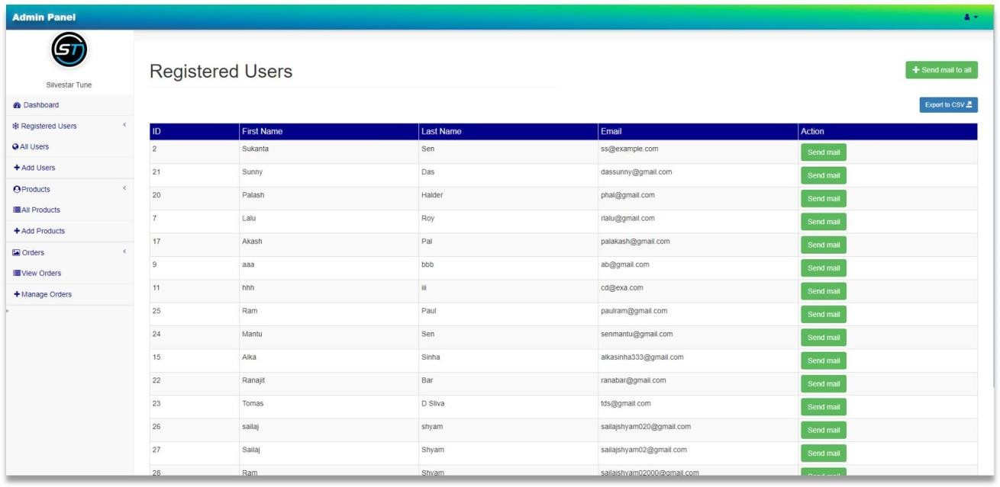 Admin Panel
ST
Silvestar Tune
Dashboard
Registered Users
All Users
Add Users
Products
All Products
Add Products
Orders
View Orders
Manage Orders
Registered Users
Send mail to all
Export to CSV
ID First Name Last Name Email Action
2 Sukanta Sen ss@example.com Send mail
21 Sunny Das dassunny@gmail.com Send mail
20 Palash Halder phal@gmail.com Send mail
7 Lalu Roy rlalu@gmail.com Send mail
17 Akash Pal palakash@gmail.com Send mail
9 aaa bbb ab@gmail.com Send mail
11 hhh iii cd@exa.com Send mail
25 Ram Paul paulram@gmail.com Send mail
24 Mantu Sen senmantu@gmail.com Send mail
15 Alka Sinha alkasinha333@gmail.com Send mail
22 Ranajit Bar ranabar@gmail.com Send mail
23 Tomas D Sliva tds@gmail.com Send mail
26 sailaj shyam sailajshyam020@gmail.com Send mail
27 Sailaj Shyam sailajshyam02@gmail.com Send mail
28 Ram Shyam sailajshyam02000@gmail.com Send mail